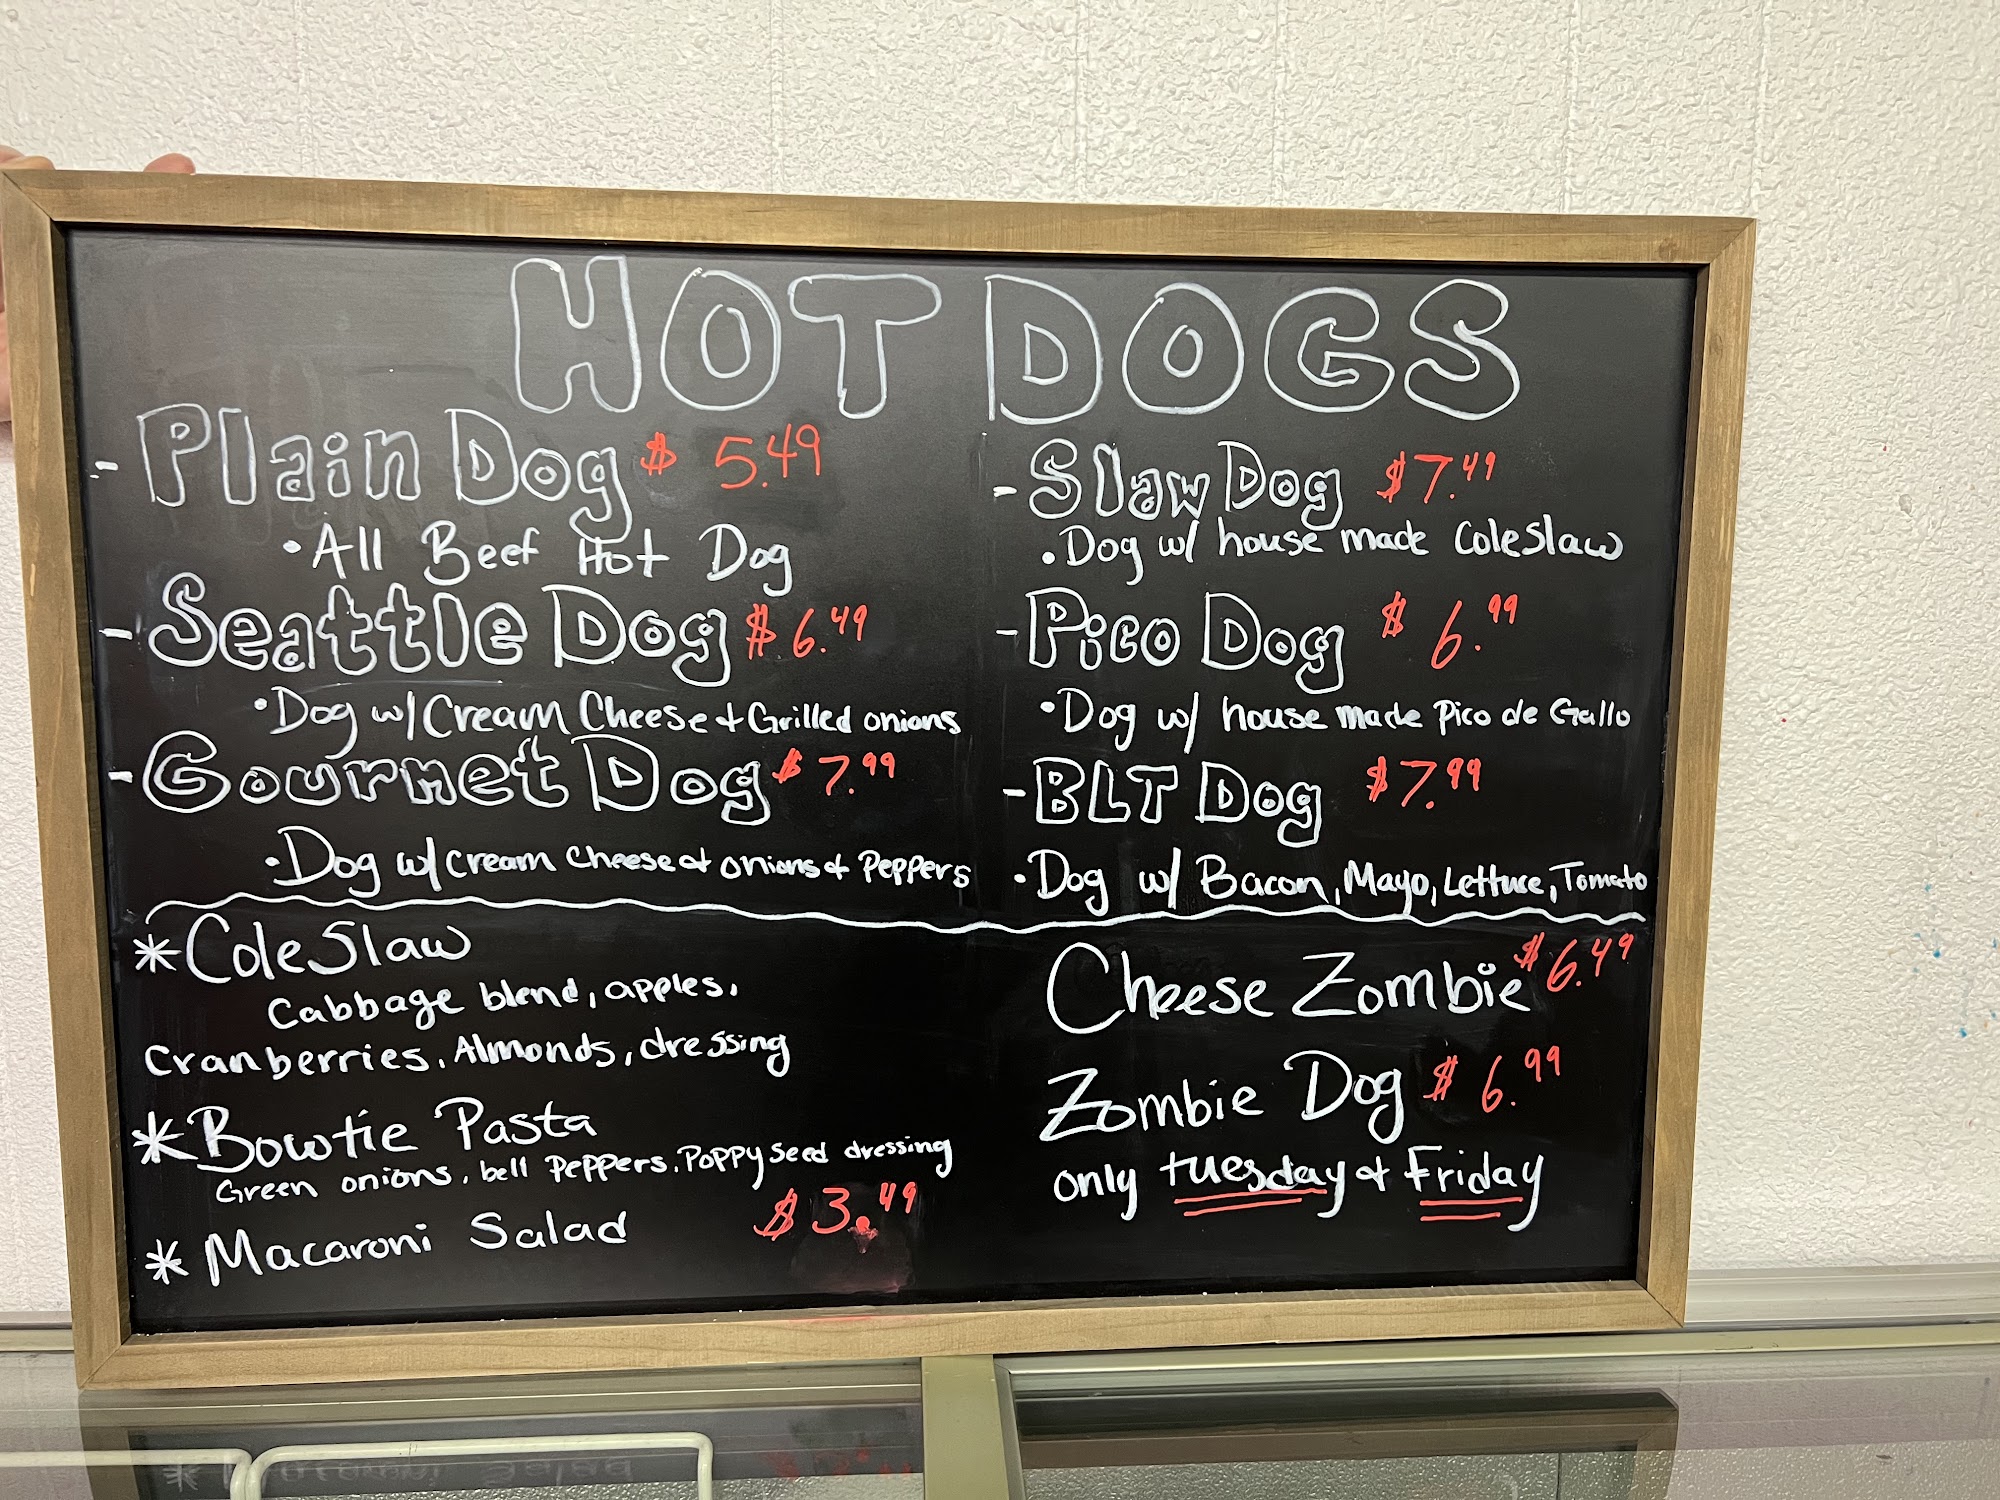 HOT DOGS
- Plain Dog $ 5.49
• All Beef Hot Dog
- Seattle Dog $ 6.49
• Dog w/ Cream Cheese + Grilled onions
- Gourmet Dog $ 7.99
• Dog w/ cream cheese + onions + Peppers
- Slaw Dog $ 7.49
• Dog w/ house made Coleslaw
- Pico Dog $ 6.99
• Dog w/ house made Pico de Gallo
- BLT Dog $ 7.99
• Dog w/ Bacon, Mayo, Lettuce, Tomato
* Coleslaw
Cabbage blend, apples,
Cranberries, Almonds, dressing
* Bowtie Pasta
Green onions, bell Peppers, Poppy seed dressing
* Macaroni Salad $ 3.49
Cheese Zombie $ 6.49
Zombie Dog $ 6.99
only tuesday + Friday